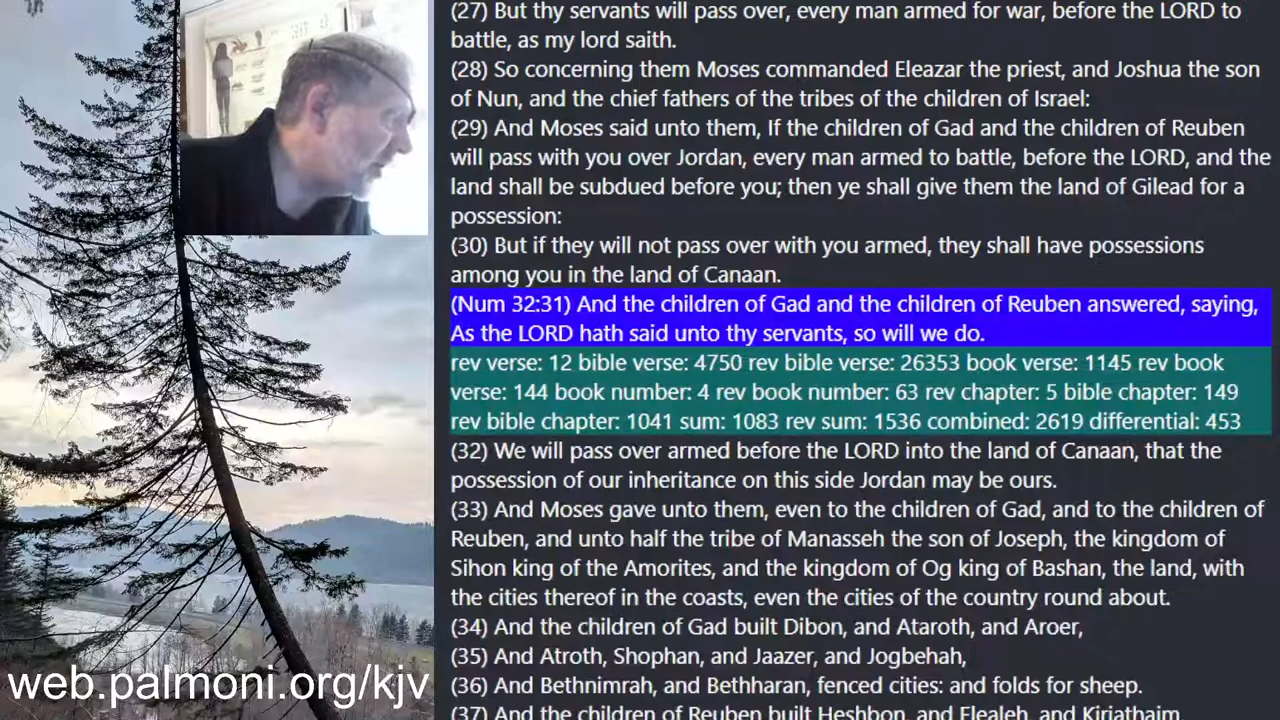 (27) But thy servants will pass over, every man armed for war, before the LORD to
battle, as my lord saith.
(28) So concerning them Moses commanded Eleazar the priest, and Joshua the son
of Nun, and the chief fathers of the tribes of the children of Israel:
(29) And Moses said unto them, If the children of Gad and the children of Reuben
will pass with you over Jordan, every man armed to battle, before the LORD, and the
land shall be subdued before you; then ye shall give them the land of Gilead for a
possession:
(30) But if they will not pass over with you armed, they shall have possessions
among you in the land of Canaan.
(Num 32:31) And the children of Gad and the children of Reuben answered, saying,
As the LORD hath said unto thy servants, so will we do.
rev verse: 12 bible verse: 4750 rev bible verse: 26353 book verse: 1145 rev book
verse: 144 book number: 4 rev book number: 63 rev chapter: 5 bible chapter: 149
rev bible chapter: 1041 sum: 1083 rev sum: 1536 combined: 2619 differential: 453
(32) We will pass over armed before the LORD into the land of Canaan, that the
possession of our inheritance on this side Jordan may be ours.
(33) And Moses gave unto them, even to the children of Gad, and to the children of
Reuben, and unto half the tribe of Manasseh the son of Joseph, the kingdom of
Sihon king of the Amorites, and the kingdom of Og king of Bashan, the land, with
the cities thereof in the coasts, even the cities of the country round about.
(34) And the children of Gad built Dibon, and Ataroth, and Aroer,
(35) And Atroth, Shophan, and Jaazer, and Jogbehah,
(36) And Bethnimrah, and Bethharan, fenced cities: and folds for sheep.
(37) And the children of Reuben built Heshbon, and Elealeh, and Kirjathaim
web.palmoni.org/kjv